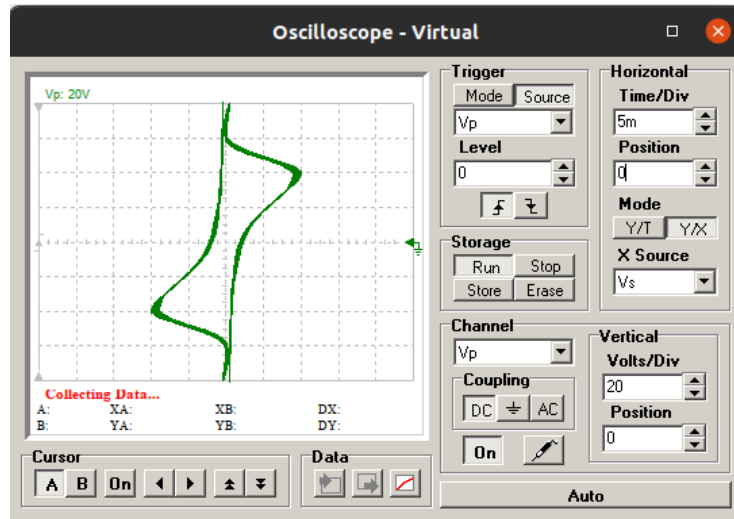 Oscilloscope - Virtual
Vp: 20V
Collecting Data...
A: XA: XB: DX:
B: YA: YB: DY:
Cursor
A B On
Data
Trigger
Mode Source
Vp
Level
0
Storage
Run Stop
Store Erase
Horizontal
Time/Div
5m
Position
0
Mode
Y/T Y/X
X Source
Vs
Channel
Vp
Coupling
DC AC
On
Vertical
Volts/Div
20
Position
0
Auto